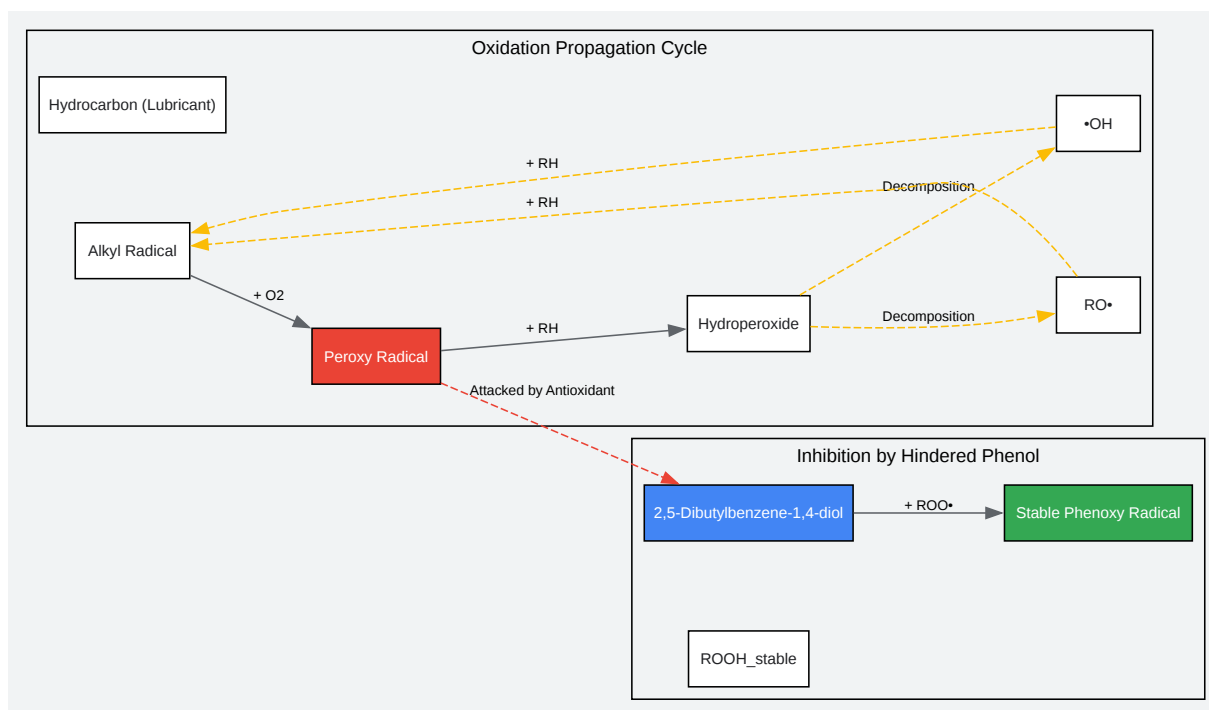 Oxidation Propagation Cycle
Hydrocarbon (Lubricant)
•OH
+ RH
Decomposition
+ RH
Alkyl Radical
+ O2
RO•
Hydroperoxide
Decomposition
+ RH
Peroxy Radical
Attacked by Antioxidant
Inhibition by Hindered Phenol
2,5-Dibutylbenzene-1,4-diol
+ ROO•
Stable Phenoxy Radical
ROOH_stable